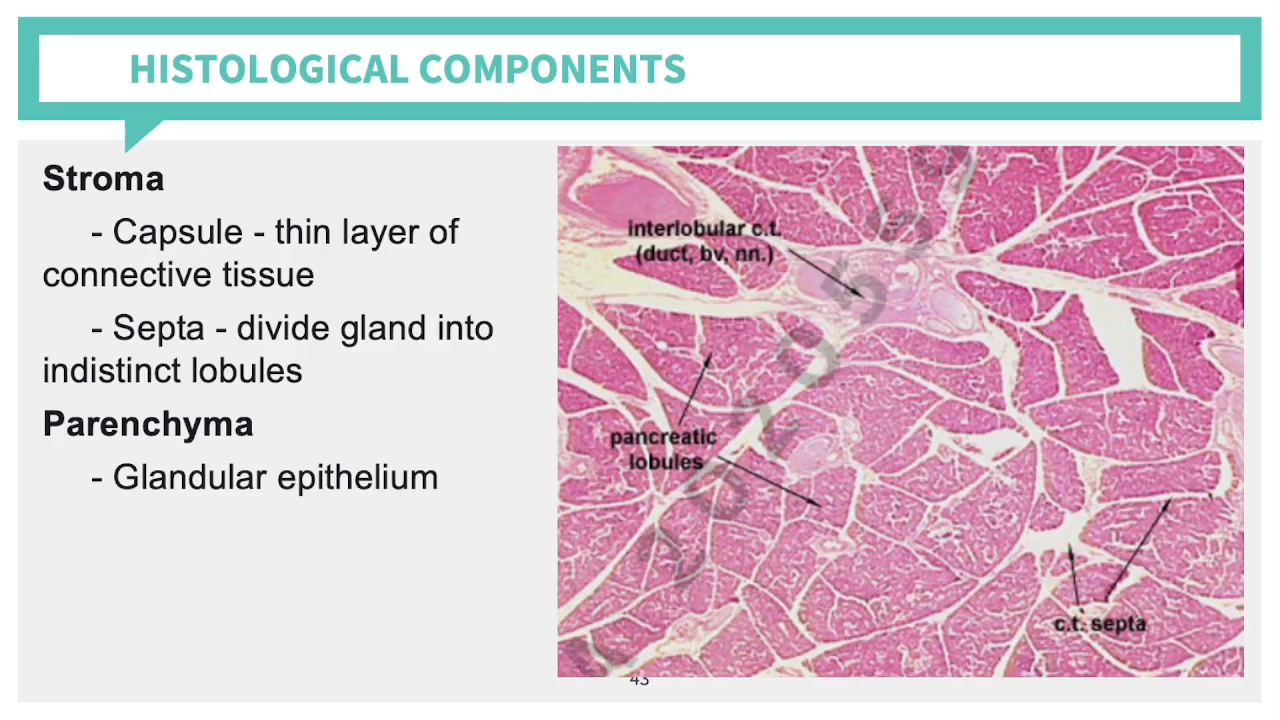 HISTOLOGICAL COMPONENTS
Stroma
- Capsule - thin layer of
connective tissue
- Septa - divide gland into
indistinct lobules
Parenchyma
- Glandular epithelium
interlobular c.t.
(duct, bv, nn.)
pancreatic
lobules
c.t. septa
43